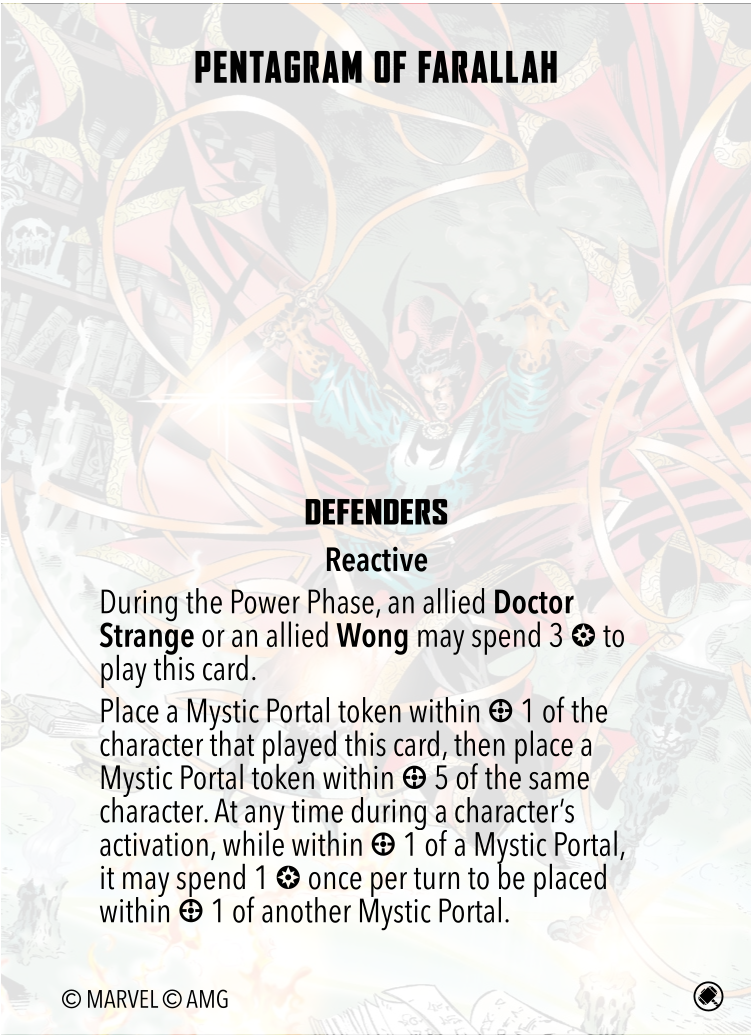 PENTAGRAM OF FARALLAH
DEFENDERS
Reactive
During the Power Phase, an allied Doctor
Strange or an allied Wong may spend 3 to
play this card.
Place a Mystic Portal token within 1 of the
character that played this card, then place a
Mystic Portal token within 5 of the same
character. At any time during a character’s
activation, while within 1 of a Mystic Portal,
it may spend 1 once per turn to be placed
within 1 of another Mystic Portal.
© MARVEL © AMG